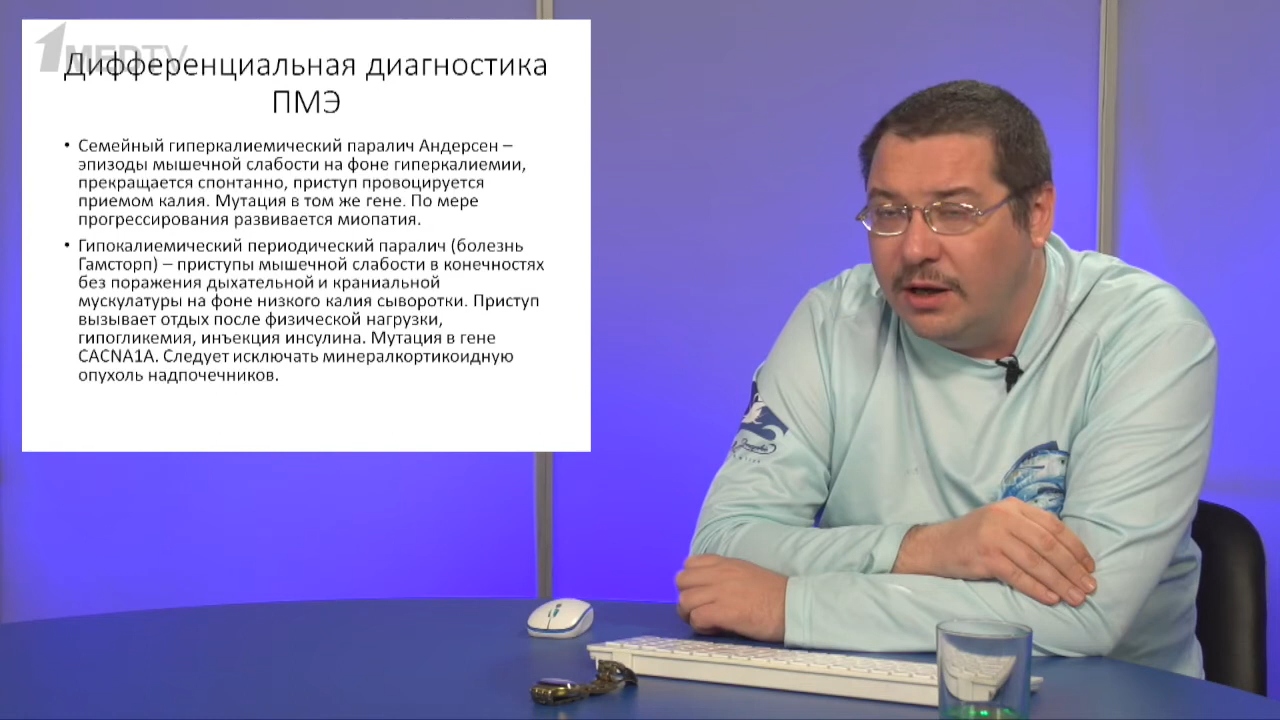 1MEDTV
Дифференциальная диагностика
ПМЭ
• Семейный гиперкалиемический паралич Андерсен –
эпизоды мышечной слабости на фоне гиперкалиемии,
прекращается спонтанно, приступ провоцируется
приемом калия. Мутация в том же гене. По мере
прогрессирования развивается миопатия.
• Гипокалиемический периодический паралич (болезнь
Гамсторп) – приступы мышечной слабости в конечностях
без поражения дыхательной и краниальной
мускулатуры на фоне низкого калия сыворотки. Приступ
вызывает отдых после физической нагрузки,
гипогликемия, инъекция инсулина. Мутация в гене
CACNA1A. Следует исключать минералкортикоидную
опухоль надпочечников.